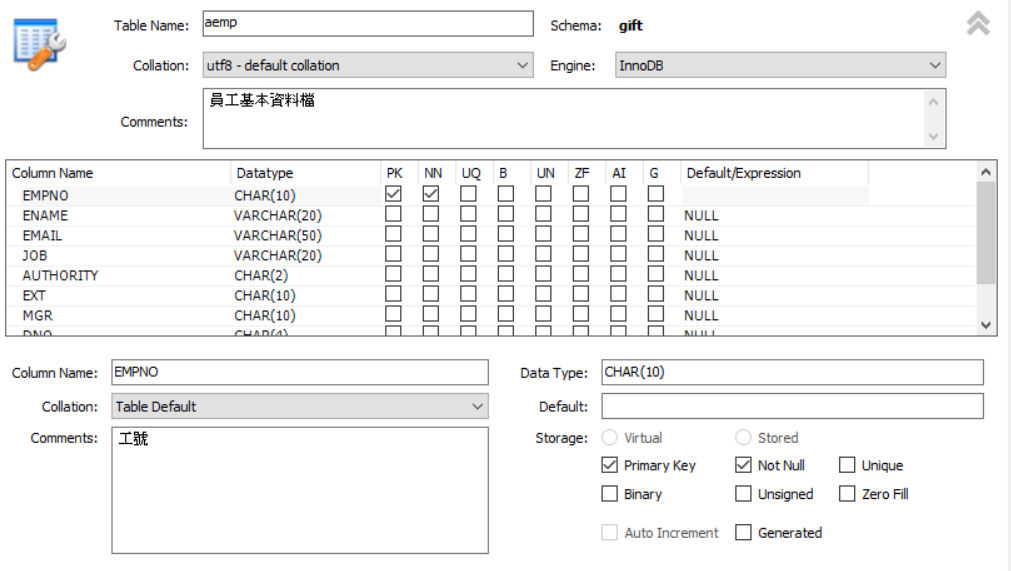 Table Name: aemp Schema: gift
Collation: utf8 - default collation Engine: InnoDB
Comments: 員工基本資料檔
Column Name Datatype PK NN UQ B UN ZF AI G Default/Expression
EMPNO CHAR(10)
ENAME VARCHAR(20) NULL
EMAIL VARCHAR(50) NULL
JOB VARCHAR(20) NULL
AUTHORITY CHAR(2) NULL
EXT CHAR(10) NULL
MGR CHAR(10) NULL
DNO CHAR(4) NULL
Column Name: EMPNO Data Type: CHAR(10)
Collation: Table Default Default:
Comments: 工號 Storage: Virtual Stored
Primary Key Not Null Unique
Binary Unsigned Zero Fill
Auto Increment Generated